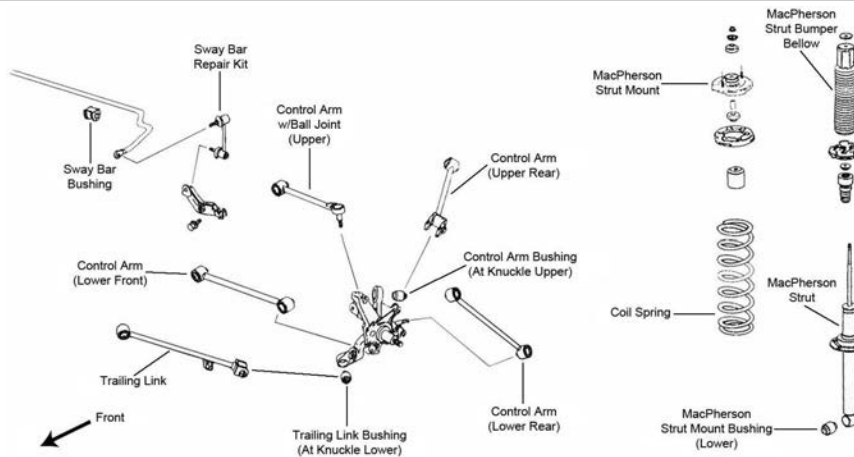 Sway Bar
Repair Kit
Sway Bar
Bushing
Control Arm
w/Ball Joint
(Upper)
Control Arm
(Upper Rear)
Control Arm
(Lower Front)
Control Arm Bushing
(At Knuckle Upper)
Trailing Link
Front
Trailing Link Bushing
(At Knuckle Lower)
Control Arm
(Lower Rear)
MacPherson
Strut Bumper
Bellow
MacPherson
Strut Mount
Coil Spring
MacPherson
Strut
MacPherson
Strut Mount Bushing
(Lower)